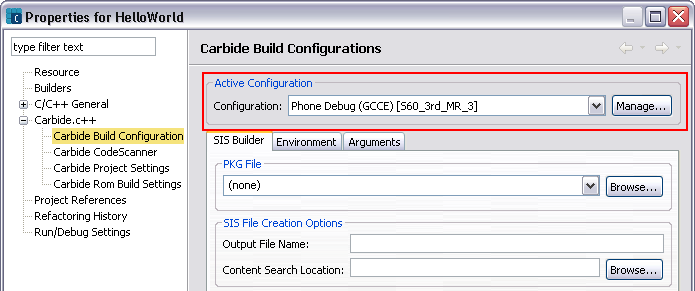 Properties for HelloWorld
type filter text
Carbide Build Configurations
Resource
Builders
C/C++ General
Carbide.c++
Carbide Build Configuration
Carbide CodeScanner
Carbide Project Settings
Carbide Rom Build Settings
Project References
Refactoring History
Run/Debug Settings
Active Configuration
Configuration: Phone Debug (GCCE) [S60_3rd_MR_3] Manage...
SIS Builder Environment Arguments
PKG File
(none) Browse...
SIS File Creation Options
Output File Name:
Content Search Location: Browse...